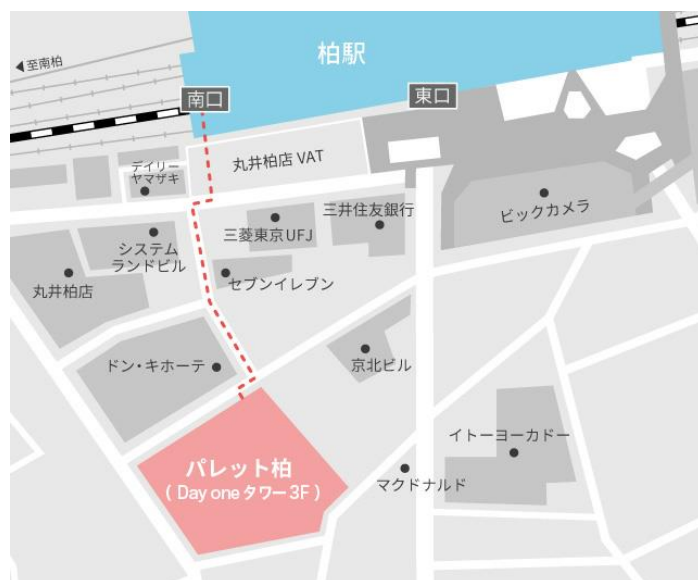 柏駅
◀至南柏
南口
東口
丸井柏店 VAT
デイリー
ヤマザキ
三井住友銀行
ビックカメラ
三菱東京UFJ
システム
ランドビル
セブンイレブン
丸井柏店
ドン・キホーテ
京北ビル
イトーヨーカドー
パレット柏
( Day one タワー 3F )
マクドナルド